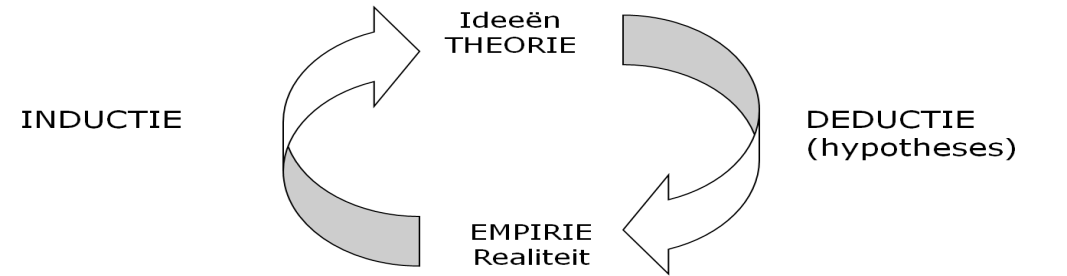 Ideeën
THEORIE
INDUCTIE
DEDUCTIE
(hypotheses)
EMPIRIE
Realiteit